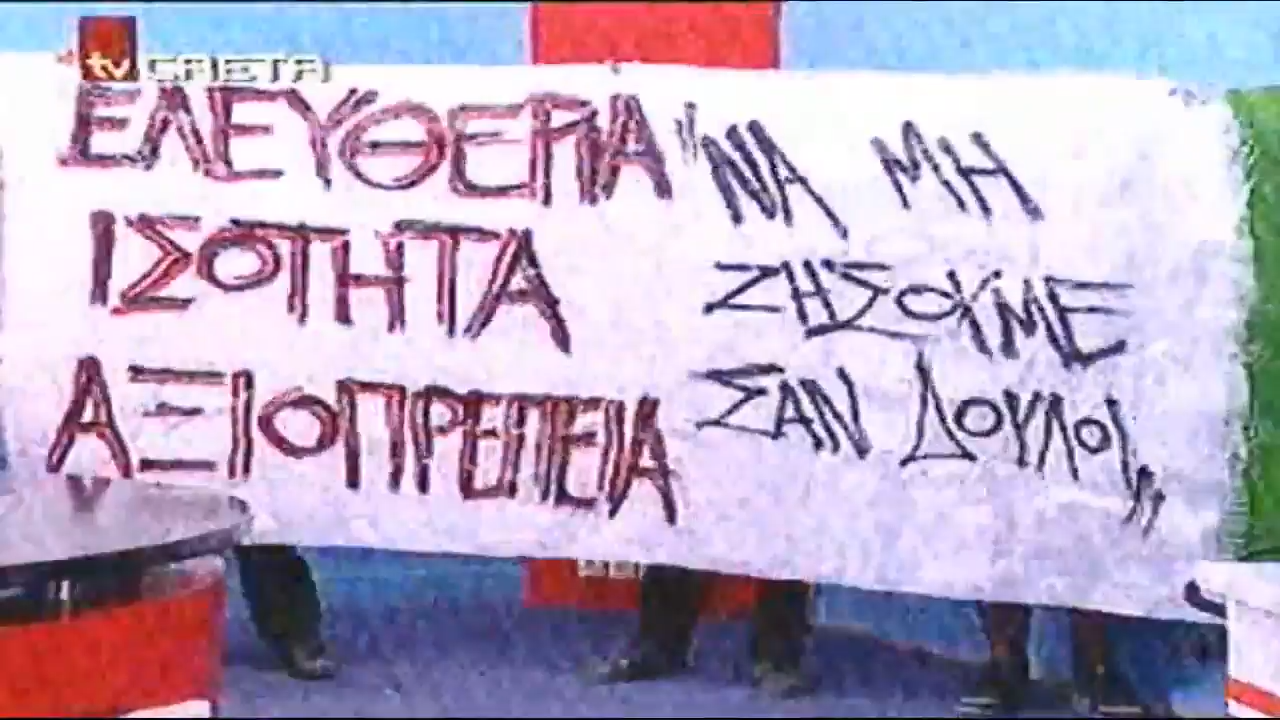 tv CRETA
ΕΛΕΥΘΕΡΙΑ
ΙΣΟΤΗΤΑ
ΑΞΙΟΠΡΕΠΕΙΑ
"ΝΑ ΜΗ
ΖΗΣΟΥΜΕ
ΣΑΝ ΔΟΥΛΟΙ„